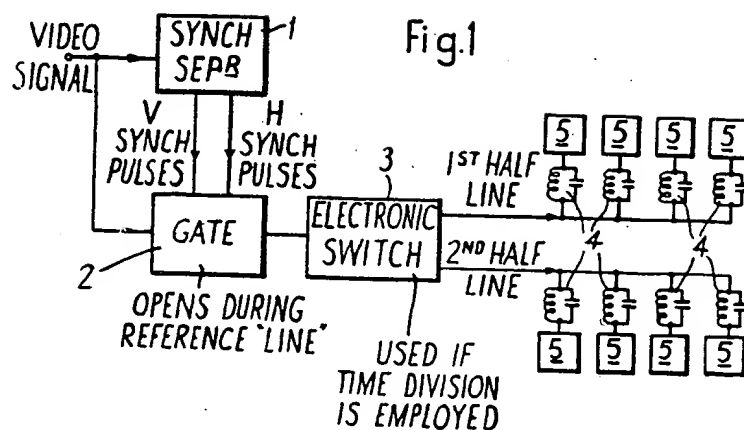 Fig.1
VIDEO
SIGNAL
SYNCH
SEPR
1
V
SYNCH
PULSES
H
SYNCH
PULSES
GATE
2
OPENS DURING
REFERENCE "LINE"
3
ELECTRONIC
SWITCH
USED IF
TIME DIVISION
IS EMPLOYED
1ST HALF
LINE
2ND HALF
LINE
5 5 5 5
4 4
5 5 5 5